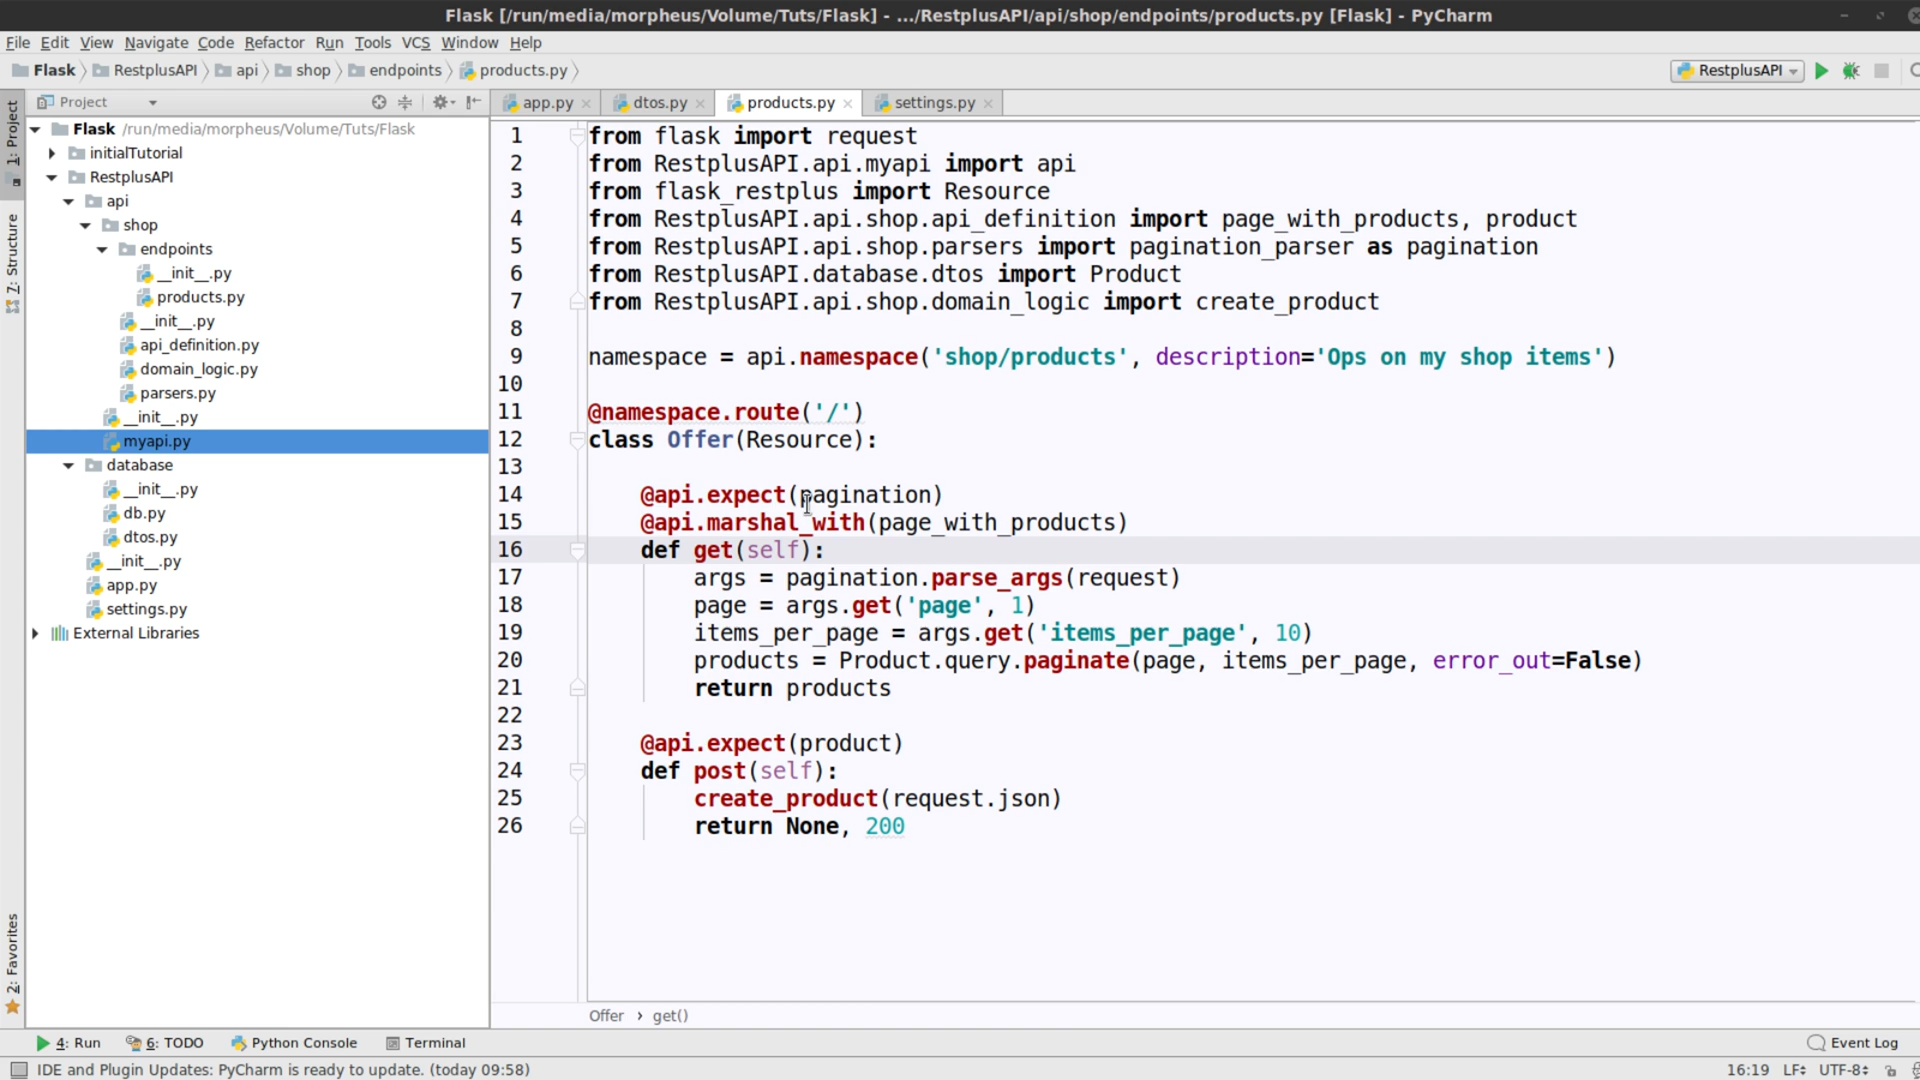 Flask [/run/media/morpheus/Volume/Tuts/Flask] - .../RestplusAPI/api/shop/endpoints/products.py [Flask] - PyCharm
File Edit View Navigate Code Refactor Run Tools VCS Window Help
Flask RestplusAPI api shop endpoints products.py
RestplusAPI
1: Project
7: Structure
2: Favorites
Project
Flask /run/media/morpheus/Volume/Tuts/Flask
initialTutorial
RestplusAPI
api
shop
endpoints
__init__.py
products.py
__init__.py
api_definition.py
domain_logic.py
parsers.py
__init__.py
myapi.py
database
__init__.py
db.py
dtos.py
__init__.py
app.py
settings.py
External Libraries
app.py dtos.py products.py settings.py
1 from flask import request
2 from RestplusAPI.api.myapi import api
3 from flask_restplus import Resource
4 from RestplusAPI.api.shop.api_definition import page_with_products, product
5 from RestplusAPI.api.shop.parsers import pagination_parser as pagination
6 from RestplusAPI.database.dtos import Product
7 from RestplusAPI.api.shop.domain_logic import create_product
8
9 namespace = api.namespace('shop/products', description='Ops on my shop items')
10
11 @namespace.route('/')
12 class Offer(Resource):
13
14     @api.expect(pagination)
15     @api.marshal_with(page_with_products)
16     def get(self):
17         args = pagination.parse_args(request)
18         page = args.get('page', 1)
19         items_per_page = args.get('items_per_page', 10)
20         products = Product.query.paginate(page, items_per_page, error_out=False)
21         return products
22
23     @api.expect(product)
24     def post(self):
25         create_product(request.json)
26         return None, 200
Offer › get()
4: Run 6: TODO Python Console Terminal Event Log
IDE and Plugin Updates: PyCharm is ready to update. (today 09:58) 16:19 LF UTF-8